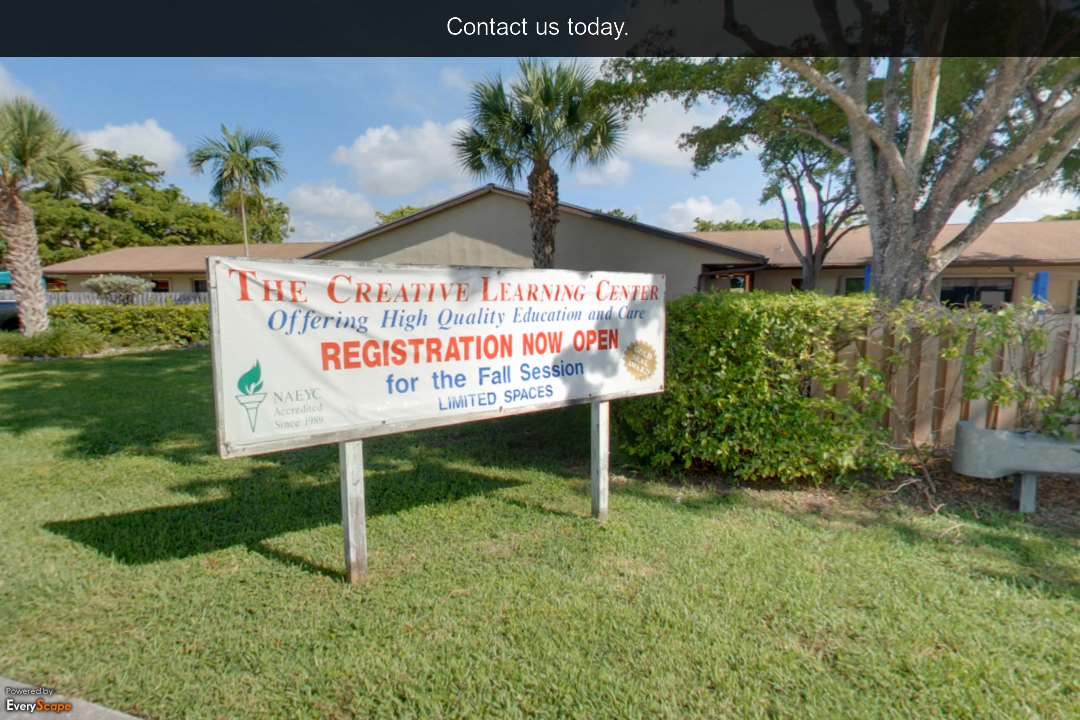 Contact us today.
THE CREATIVE LEARNING CENTER
Offering High Quality Education and Care
REGISTRATION NOW OPEN
for the Fall Session
LIMITED SPACES
NAEYC
Accredited
Since 1989
AWARD
Powered by
EveryScape